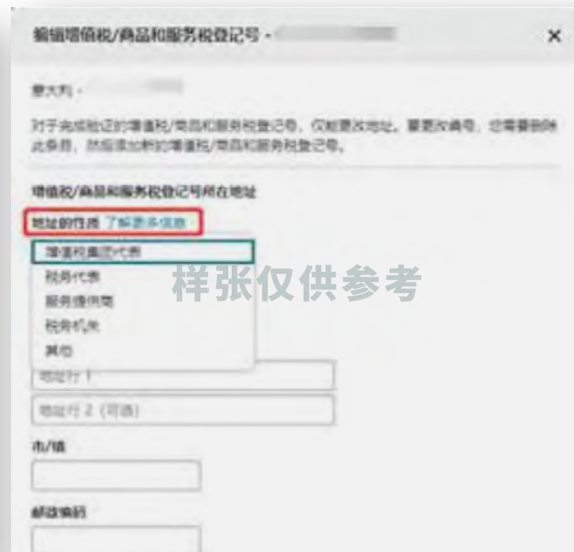 编辑增值税/商品和服务税登记号 -
意大利 -
对于完成验证的增值税/商品和服务税登记号，仅能更改地址。要更改编号，您需要删除
此条目，然后添加新的增值税/商品和服务税登记号。
增值税/商品和服务税登记号所在地址
地址的性质 了解更多信息
增值税集团代表
税务代表
服务提供商
税务机关
其他
样张仅供参考
地址行 1
地址行 2 (可选)
市/镇
邮政编码